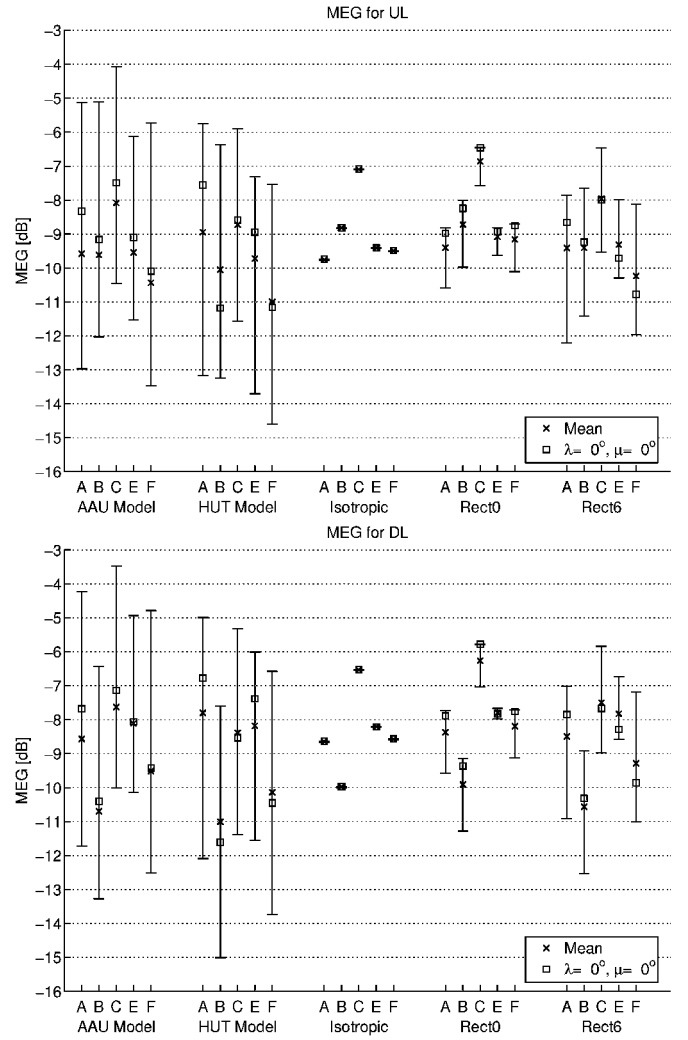 MEG for UL
MEG [dB]
−3
−4
−5
−6
−7
−8
−9
−10
−11
−12
−13
−14
−15
−16
× Mean
□ λ= 0°, μ= 0°
A B C E F A B C E F A B C E F A B C E F A B C E F
AAU Model HUT Model Isotropic Rect0 Rect6
MEG for DL
MEG [dB]
−3
−4
−5
−6
−7
−8
−9
−10
−11
−12
−13
−14
−15
−16
× Mean
□ λ= 0°, μ= 0°
A B C E F A B C E F A B C E F A B C E F A B C E F
AAU Model HUT Model Isotropic Rect0 Rect6